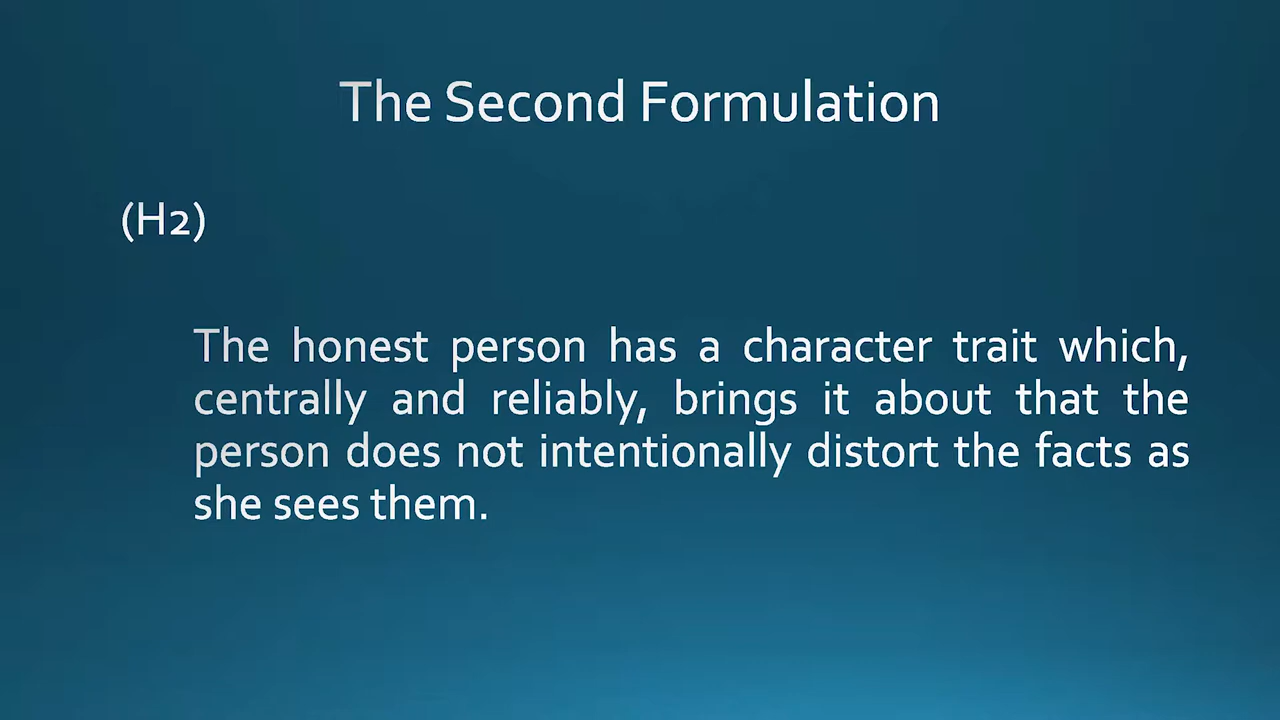 The Second Formulation
(H2)
The honest person has a character trait which,
centrally and reliably, brings it about that the
person does not intentionally distort the facts as
she sees them.